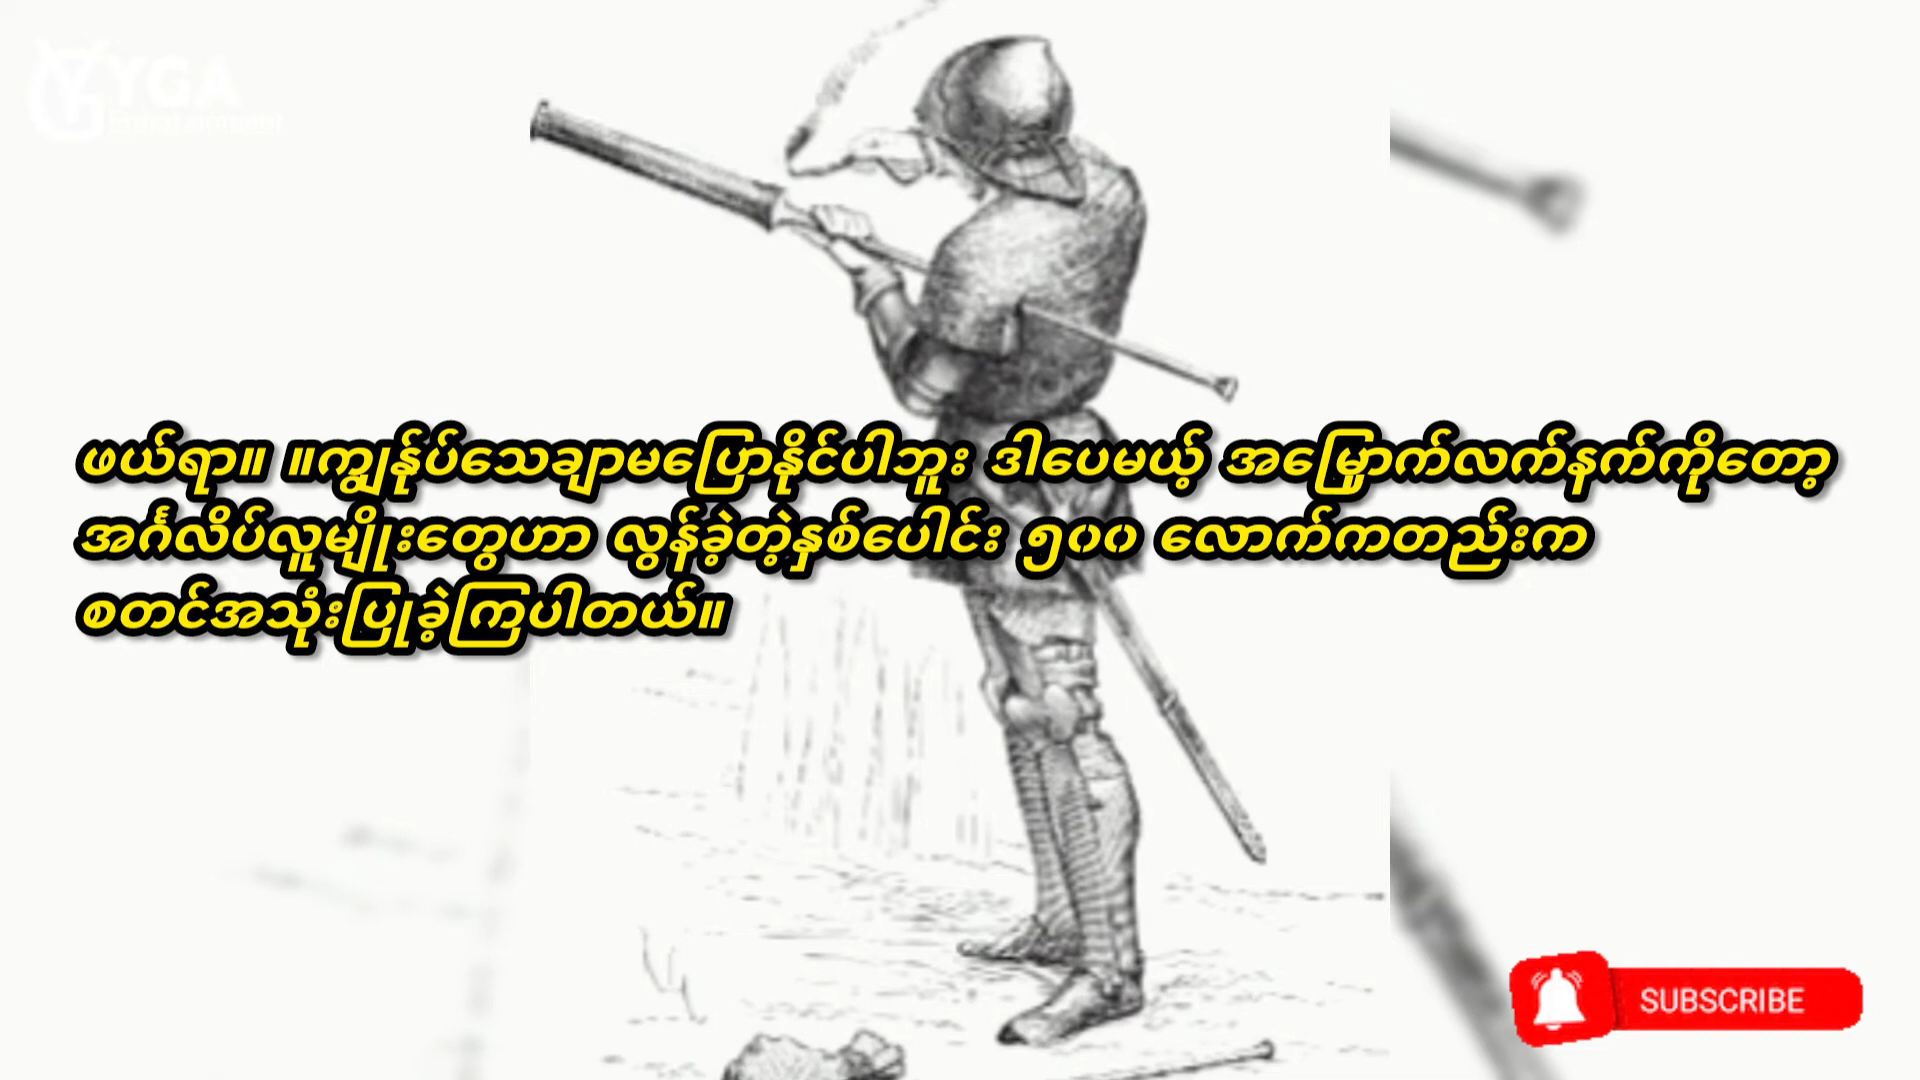 YGA
Entertainment
ဖယ်ရာ။ ။ကျွန်ုပ်သေချာမပြောနိုင်ပါဘူး ဒါပေမယ့် အမြှောက်လက်နက်ကိုတော့
အင်္ဂလိပ်လူမျိုးတွေဟာ လွန်ခဲ့တဲ့နှစ်ပေါင်း ၅၀၀ လောက်ကတည်းက
စတင်အသုံးပြုခဲ့ကြပါတယ်။
SUBSCRIBE